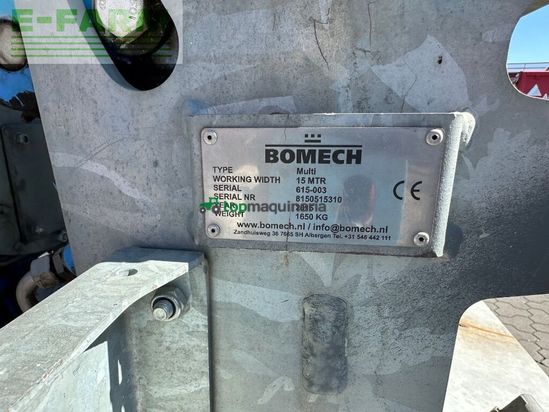 E-FARM
BOMECH
TYPE Multi
WORKING WIDTH 15 MTR
SERIAL 615-003
SERIAL NR 8150515310
topmaquinaria
WEIGHT 1650 KG
www.bomech.nl / info@bomech.nl
Zandhuisweg 36 7665 SH Albergen Tel. +31 546 442 111
CE